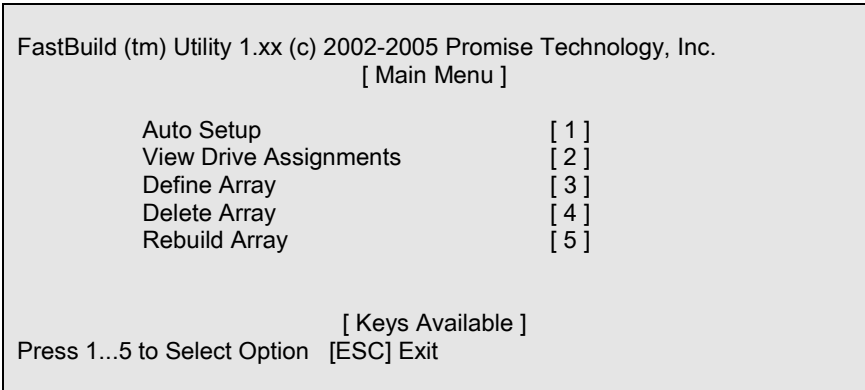 FastBuild (tm) Utility 1.xx (c) 2002-2005 Promise Technology, Inc.
[ Main Menu ]
Auto Setup [ 1 ]
View Drive Assignments [ 2 ]
Define Array [ 3 ]
Delete Array [ 4 ]
Rebuild Array [ 5 ]
[ Keys Available ]
Press 1...5 to Select Option [ESC] Exit